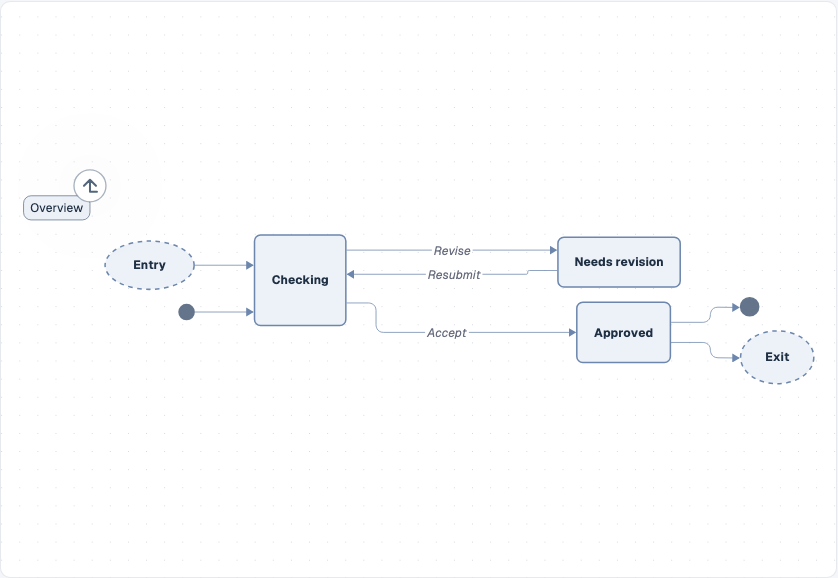 Overview
Entry
Checking
Revise
Resubmit
Accept
Needs revision
Approved
Exit